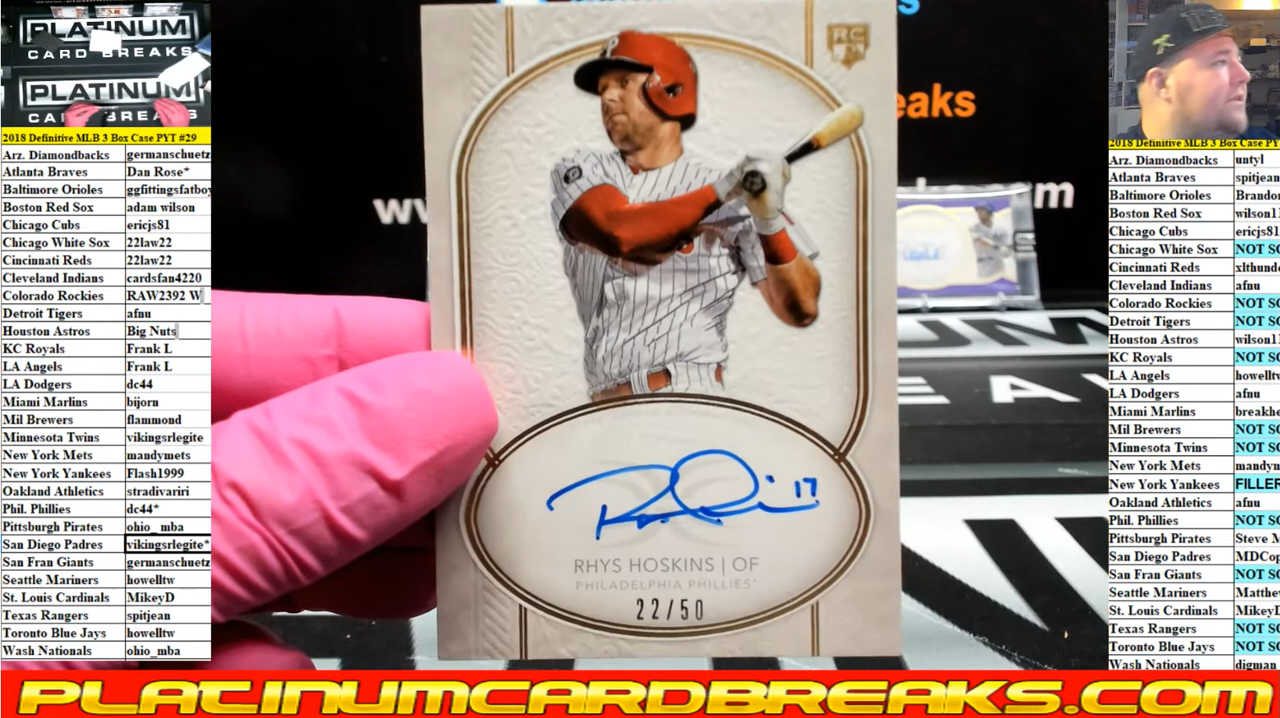 PLATINUM
CARD BREAKS
PLATINUM
2018 Definitive MLB 3 Box Case PYT #29
Arz. Diamondbacks germanschuetz
Atlanta Braves Dan Rose*
Baltimore Orioles ggfittingsfatboy
Boston Red Sox adam wilson
Chicago Cubs ericjs81
Chicago White Sox 22law22
Cincinnati Reds 22law22
Cleveland Indians cardsfan4220
Colorado Rockies RAW2392 W
Detroit Tigers afnu
Houston Astros Big Nuts
KC Royals Frank L
LA Angels Frank L
LA Dodgers dc44
Miami Marlins bijorn
Mil Brewers flammond
Minnesota Twins vikingsrlegite
New York Mets mandymets
New York Yankees Flash1999
Oakland Athletics stradivariri
Phil. Phillies dc44*
Pittsburgh Pirates ohio_mba
San Diego Padres vikingsrlegite*
San Fran Giants germanschuetz
Seattle Mariners howelltw
St. Louis Cardinals MikeyD
Texas Rangers spitjean
Toronto Blue Jays howelltw
Wash Nationals ohio_mba
RC
P
17
RHYS HOSKINS | OF
PHILADELPHIA PHILLIES
22/50
eaks
ww
m
UM
EA
2018 Definitive MLB 3 Box Case PY
Arz. Diamondbacks untyl
Atlanta Braves spitjean
Baltimore Orioles Brandon
Boston Red Sox wilson1
Chicago Cubs ericjs81
Chicago White Sox NOT SO
Cincinnati Reds xlthund
Cleveland Indians afnu
Colorado Rockies NOT SO
Detroit Tigers NOT SO
Houston Astros wilson1
KC Royals NOT SO
LA Angels howelltw
LA Dodgers afnu
Miami Marlins breakhe
Mil Brewers NOT SO
Minnesota Twins NOT SO
New York Mets mandym
New York Yankees FILLER
Oakland Athletics afnu
Phil. Phillies NOT SO
Pittsburgh Pirates Steve M
San Diego Padres MDCop
San Fran Giants NOT SO
Seattle Mariners Matthew
St. Louis Cardinals MikeyD
Texas Rangers NOT SO
Toronto Blue Jays NOT SO
Wash Nationals digman
PLATINUMCARDBREAKS.COM